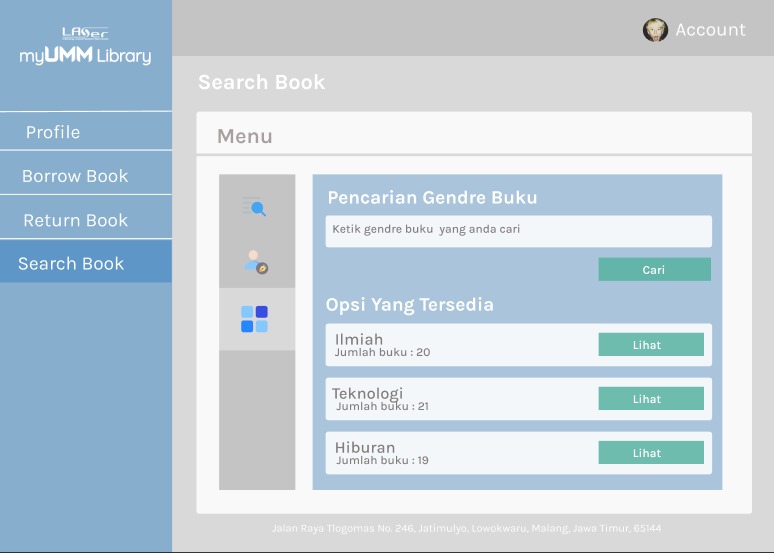 LASer
myUMM Library
Account
Search Book
Profile
Borrow Book
Return Book
Search Book
Menu
Pencarian Gendre Buku
Ketik gendre buku yang anda cari
Cari
Opsi Yang Tersedia
Ilmiah
Jumlah buku : 20
Lihat
Teknologi
Jumlah buku : 21
Lihat
Hiburan
Jumlah buku : 19
Lihat
Jalan Raya Tlogomas No. 246, Jatimulyo, Lowokwaru, Malang, Jawa Timur, 65144